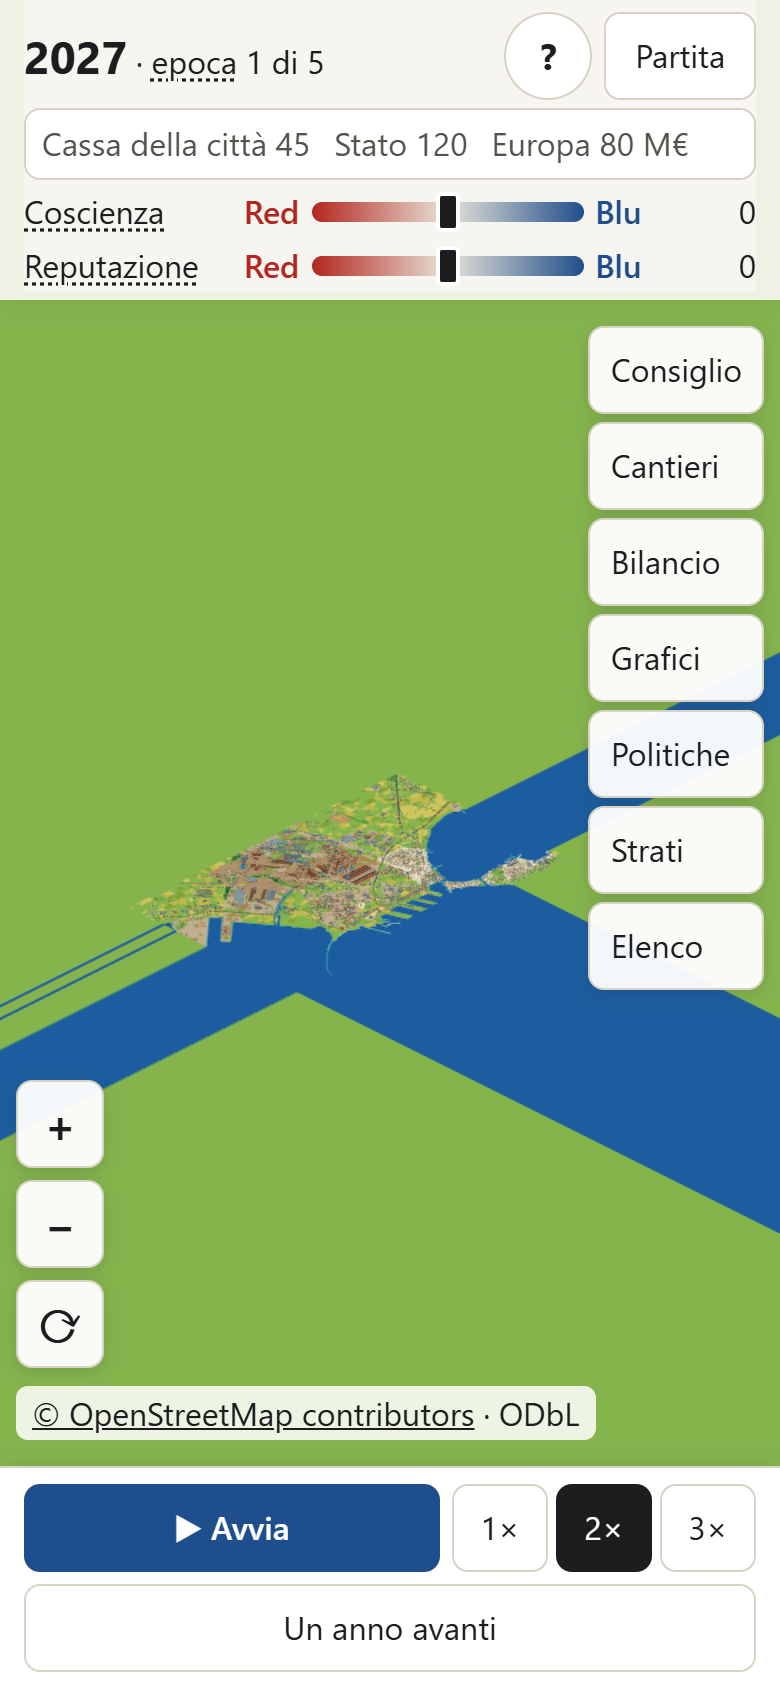 2027 · epoca 1 di 5
?
Partita
Cassa della città 45 Stato 120 Europa 80 M€
Coscienza Red Blu 0
Reputazione Red Blu 0
Consiglio
Cantieri
Bilancio
Grafici
Politiche
Strati
Elenco
+
−
⟳
© OpenStreetMap contributors · ODbL
▶ Avvia
1×
2×
3×
Un anno avanti